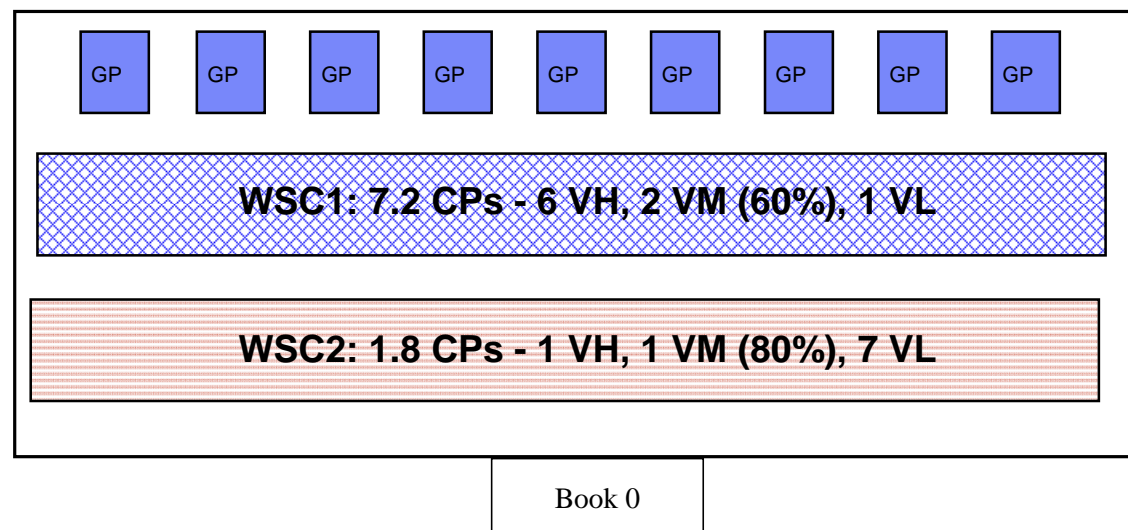 GP GP GP GP GP GP GP GP GP
WSC1: 7.2 CPs - 6 VH, 2 VM (60%), 1 VL
WSC2: 1.8 CPs - 1 VH, 1 VM (80%), 7 VL
Book 0